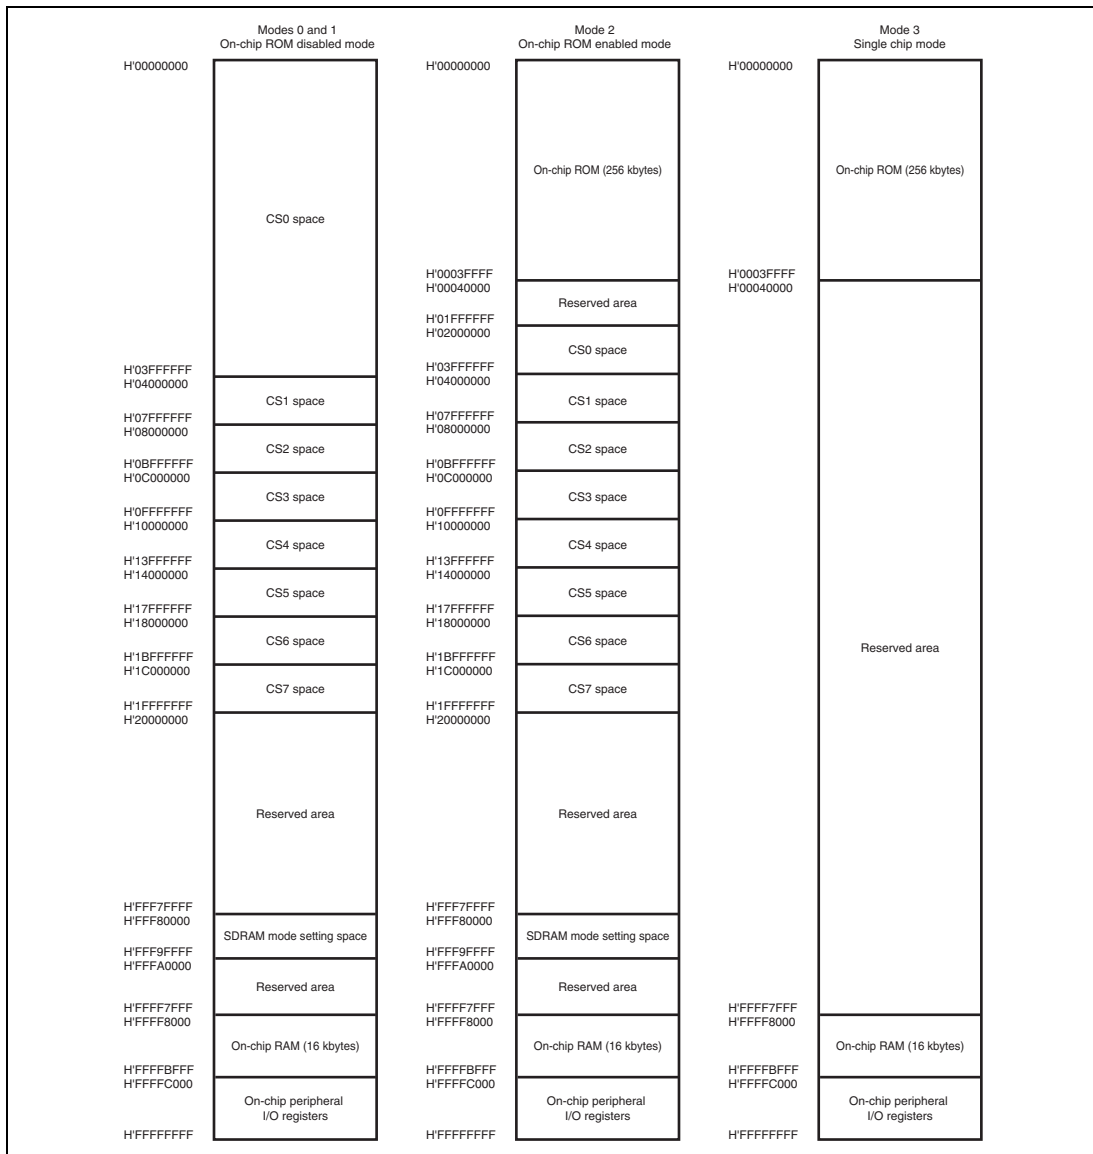 Modes 0 and 1
On-chip ROM disabled mode
H'00000000
CS0 space
H'03FFFFFF
H'04000000
CS1 space
H'07FFFFFF
H'08000000
CS2 space
H'0BFFFFFF
H'0C000000
CS3 space
H'0FFFFFFF
H'10000000
CS4 space
H'13FFFFFF
H'14000000
CS5 space
H'17FFFFFF
H'18000000
CS6 space
H'1BFFFFFF
H'1C000000
CS7 space
H'1FFFFFFF
H'20000000
Reserved area
H'FFF7FFFF
H'FFF80000
SDRAM mode setting space
H'FFF9FFFF
H'FFFA0000
Reserved area
H'FFFF7FFF
H'FFFF8000
On-chip RAM (16 kbytes)
H'FFFFBFFF
H'FFFFC000
On-chip peripheral
I/O registers
H'FFFFFFFF
Mode 2
On-chip ROM enabled mode
H'00000000
On-chip ROM (256 kbytes)
H'0003FFFF
H'00040000
Reserved area
H'01FFFFFF
H'02000000
CS0 space
H'03FFFFFF
H'04000000
CS1 space
H'07FFFFFF
H'08000000
CS2 space
H'0BFFFFFF
H'0C000000
CS3 space
H'0FFFFFFF
H'10000000
CS4 space
H'13FFFFFF
H'14000000
CS5 space
H'17FFFFFF
H'18000000
CS6 space
H'1BFFFFFF
H'1C000000
CS7 space
H'1FFFFFFF
H'20000000
Reserved area
H'FFF7FFFF
H'FFF80000
SDRAM mode setting space
H'FFF9FFFF
H'FFFA0000
Reserved area
H'FFFF7FFF
H'FFFF8000
On-chip RAM (16 kbytes)
H'FFFFBFFF
H'FFFFC000
On-chip peripheral
I/O registers
H'FFFFFFFF
Mode 3
Single chip mode
H'00000000
On-chip ROM (256 kbytes)
H'0003FFFF
H'00040000
Reserved area
H'FFFF7FFF
H'FFFF8000
On-chip RAM (16 kbytes)
H'FFFFBFFF
H'FFFFC000
On-chip peripheral
I/O registers
H'FFFFFFFF